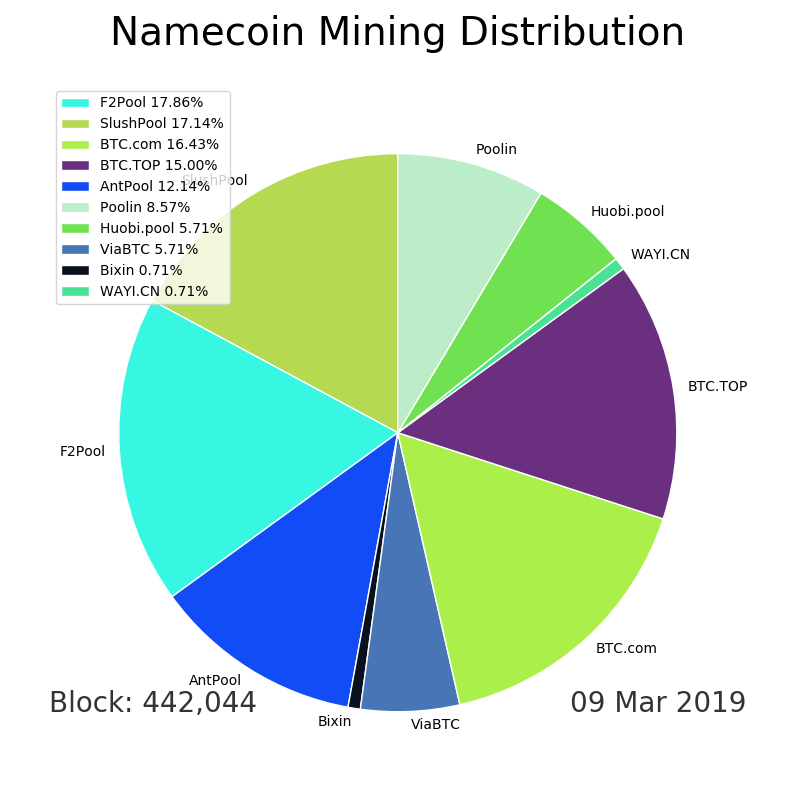 Namecoin Mining Distribution
F2Pool 17.86%
SlushPool 17.14%
BTC.com 16.43%
BTC.TOP 15.00%
AntPool 12.14%
Poolin 8.57%
Huobi.pool 5.71%
ViaBTC 5.71%
Bixin 0.71%
WAYI.CN 0.71%
Poolin
SlushPool
Huobi.pool
WAYI.CN
BTC.TOP
F2Pool
BTC.com
AntPool
Block: 442,044
09 Mar 2019
Bixin
ViaBTC